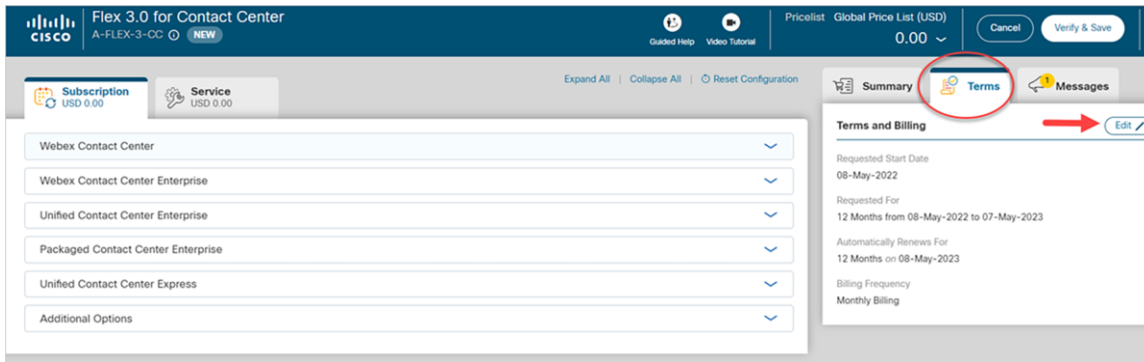 Flex 3.0 for Contact Center
CISCO
A-FLEX-3-CC NEW
Guided Help
Video Tutorial
Pricelist Global Price List (USD)
0.00
Cancel
Verify & Save
Subscription
USD 0.00
Service
USD 0.00
Expand All | Collapse All | Reset Configuration
Webex Contact Center
Webex Contact Center Enterprise
Unified Contact Center Enterprise
Packaged Contact Center Enterprise
Unified Contact Center Express
Additional Options
Summary
Terms
1
Messages
Terms and Billing
Edit
Requested Start Date
08-May-2022
Requested For
12 Months from 08-May-2022 to 07-May-2023
Automatically Renews For
12 Months on 08-May-2023
Billing Frequency
Monthly Billing